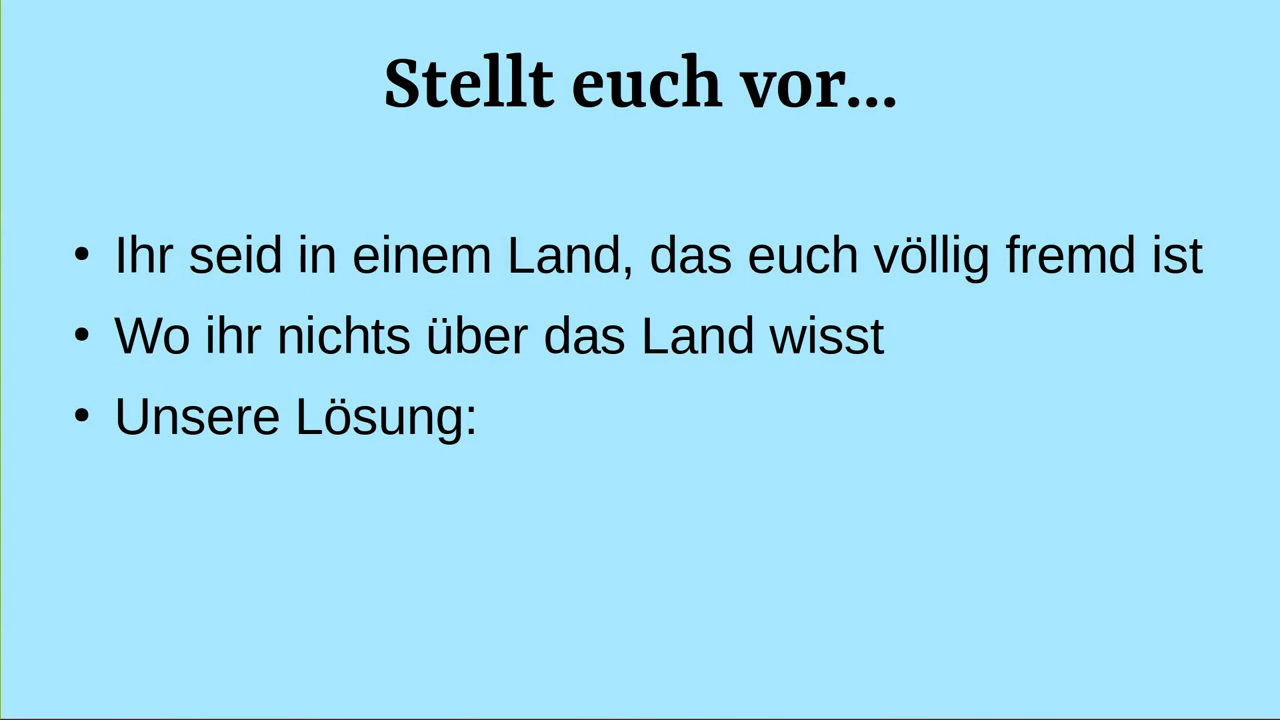 Stellt euch vor...
• Ihr seid in einem Land, das euch völlig fremd ist
• Wo ihr nichts über das Land wisst
• Unsere Lösung: